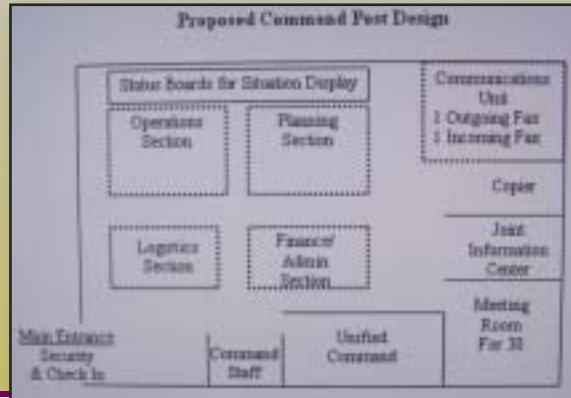 Proposed Command Post Design
Status Boards for Situation Display
Operations
Section
Planning
Section
Communications
Unit
1 Outgoing Fax
1 Incoming Fax
Copier
Logistics
Section
Finance/
Admin
Section
Joint
Information
Center
Meeting
Room
For 30
Main Entrance
Security
& Check In
Command
Staff
Unified
Command